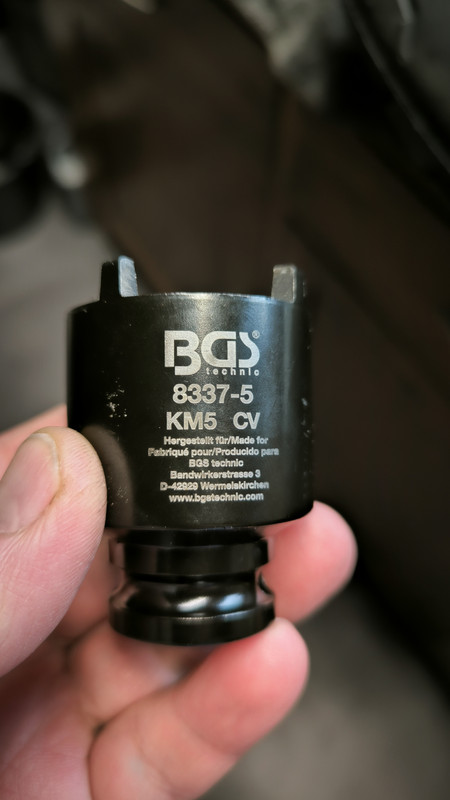 BGS®
technic
8337-5
KM5 CV
Hergestellt für/Made for
Fabriqué pour/Producido para
BGS technic
Bandwirkerstrasse 3
D-42929 Wermelskirchen
www.bgstechnic.com